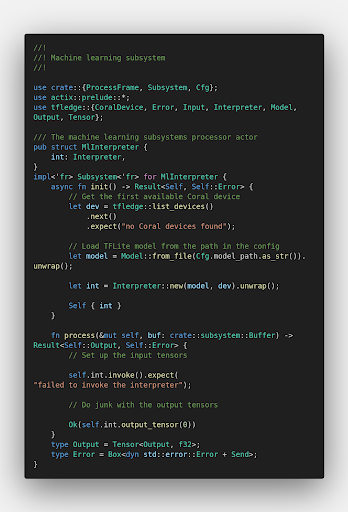 //!
//! Machine learning subsystem
//!
use crate::{ProcessFrame, Subsystem, Cfg};
use actix::prelude::*;
use tfledge::{CoralDevice, Error, Input, Interpreter, Model,
Output, Tensor};
/// The machine learning subsystems processor actor
pub struct MlInterpreter {
    int: Interpreter,
}
impl<'fr> Subsystem<'fr> for MlInterpreter {
    async fn init() -> Result<Self, Self::Error> {
        // Get the first available Coral device
        let dev = tfledge::list_devices()
            .next()
            .expect("no Coral devices found");
        // Load TFLite model from the path in the config
        let model = Model::from_file(Cfg.model_path.as_str()).
unwrap();
        let int = Interpreter::new(model, dev).unwrap();
        Self { int }
    }
    fn process(&mut self, buf: crate::subsystem::Buffer) ->
Result<Self::Output, Self::Error> {
        // Set up the input tensors
        self.int.invoke().expect(
"failed to invoke the interpreter");
        // Do junk with the output tensors
        Ok(self.int.output_tensor(0))
    }
    type Output = Tensor<Output, f32>;
    type Error = Box<dyn std::error::Error + Send>;
}